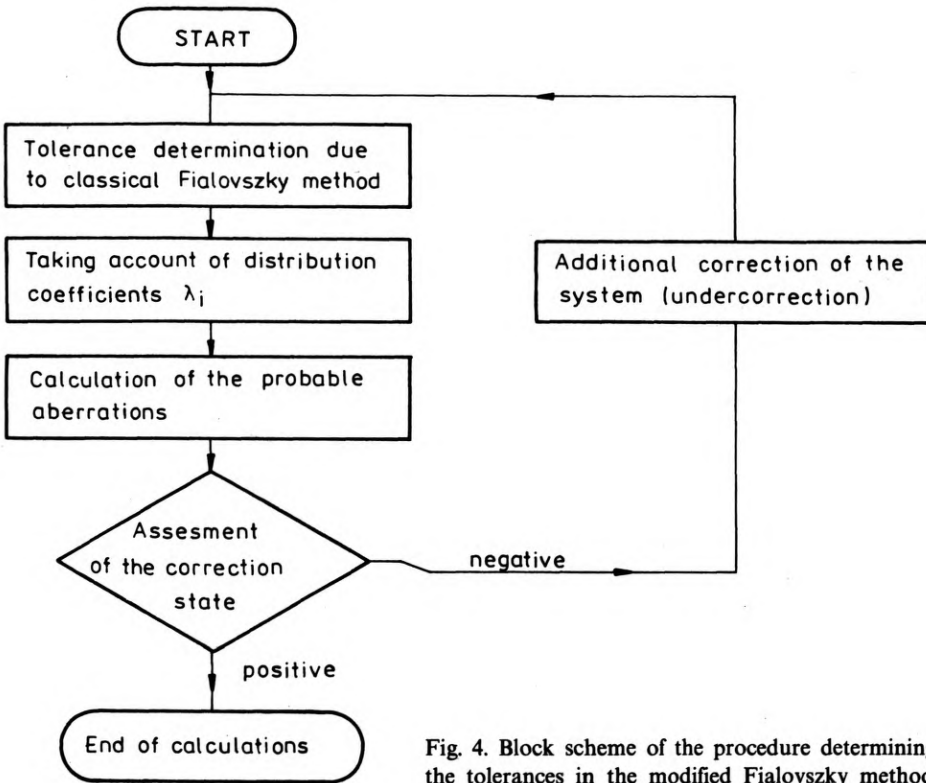 START
Tolerance determination due
to classical Fialovszky method
Taking account of distribution
coefficients λi
Additional correction of the
system (undercorrection)
Calculation of the probable
aberrations
Assesment
of the correction
state
negative
positive
End of calculations
Fig. 4. Block scheme of the procedure determining
the tolerances in the modified Fialovszky method